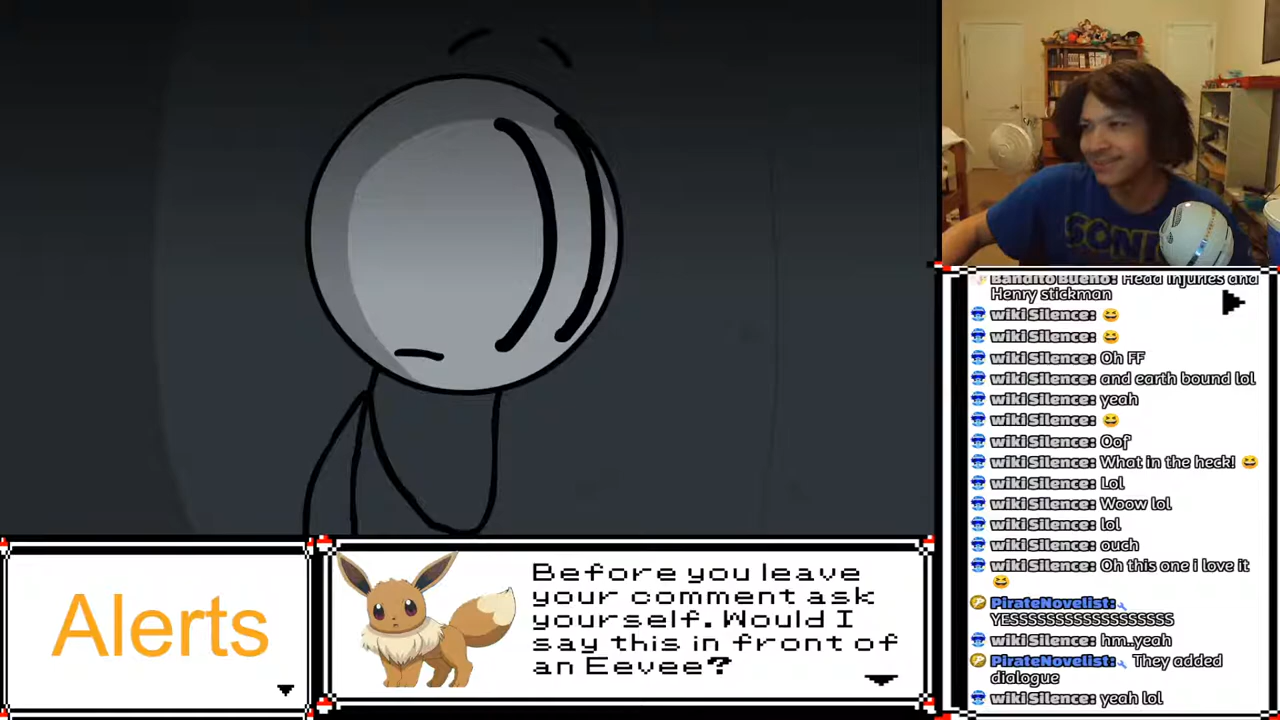 SONIC
Bandito Bueno: Head injuries and
Henry stickman
wiki Silence: 😆
wiki Silence: 😆
wiki Silence: Oh FF
wiki Silence: and earth bound lol
wiki Silence: yeah
wiki Silence: 😆
wiki Silence: Oof
wiki Silence: What in the heck! 😆
wiki Silence: Lol
wiki Silence: Woow lol
wiki Silence: lol
wiki Silence: ouch
wiki Silence: Oh this one i love it
😆
PirateNovelist:
YESSSSSSSSSSSSSSSSSS
wiki Silence: hm..yeah
PirateNovelist: They added
dialogue
wiki Silence: yeah lol
Alerts
Before you leave
your comment ask
yourself. Would I
say this in front of
an Eevee?